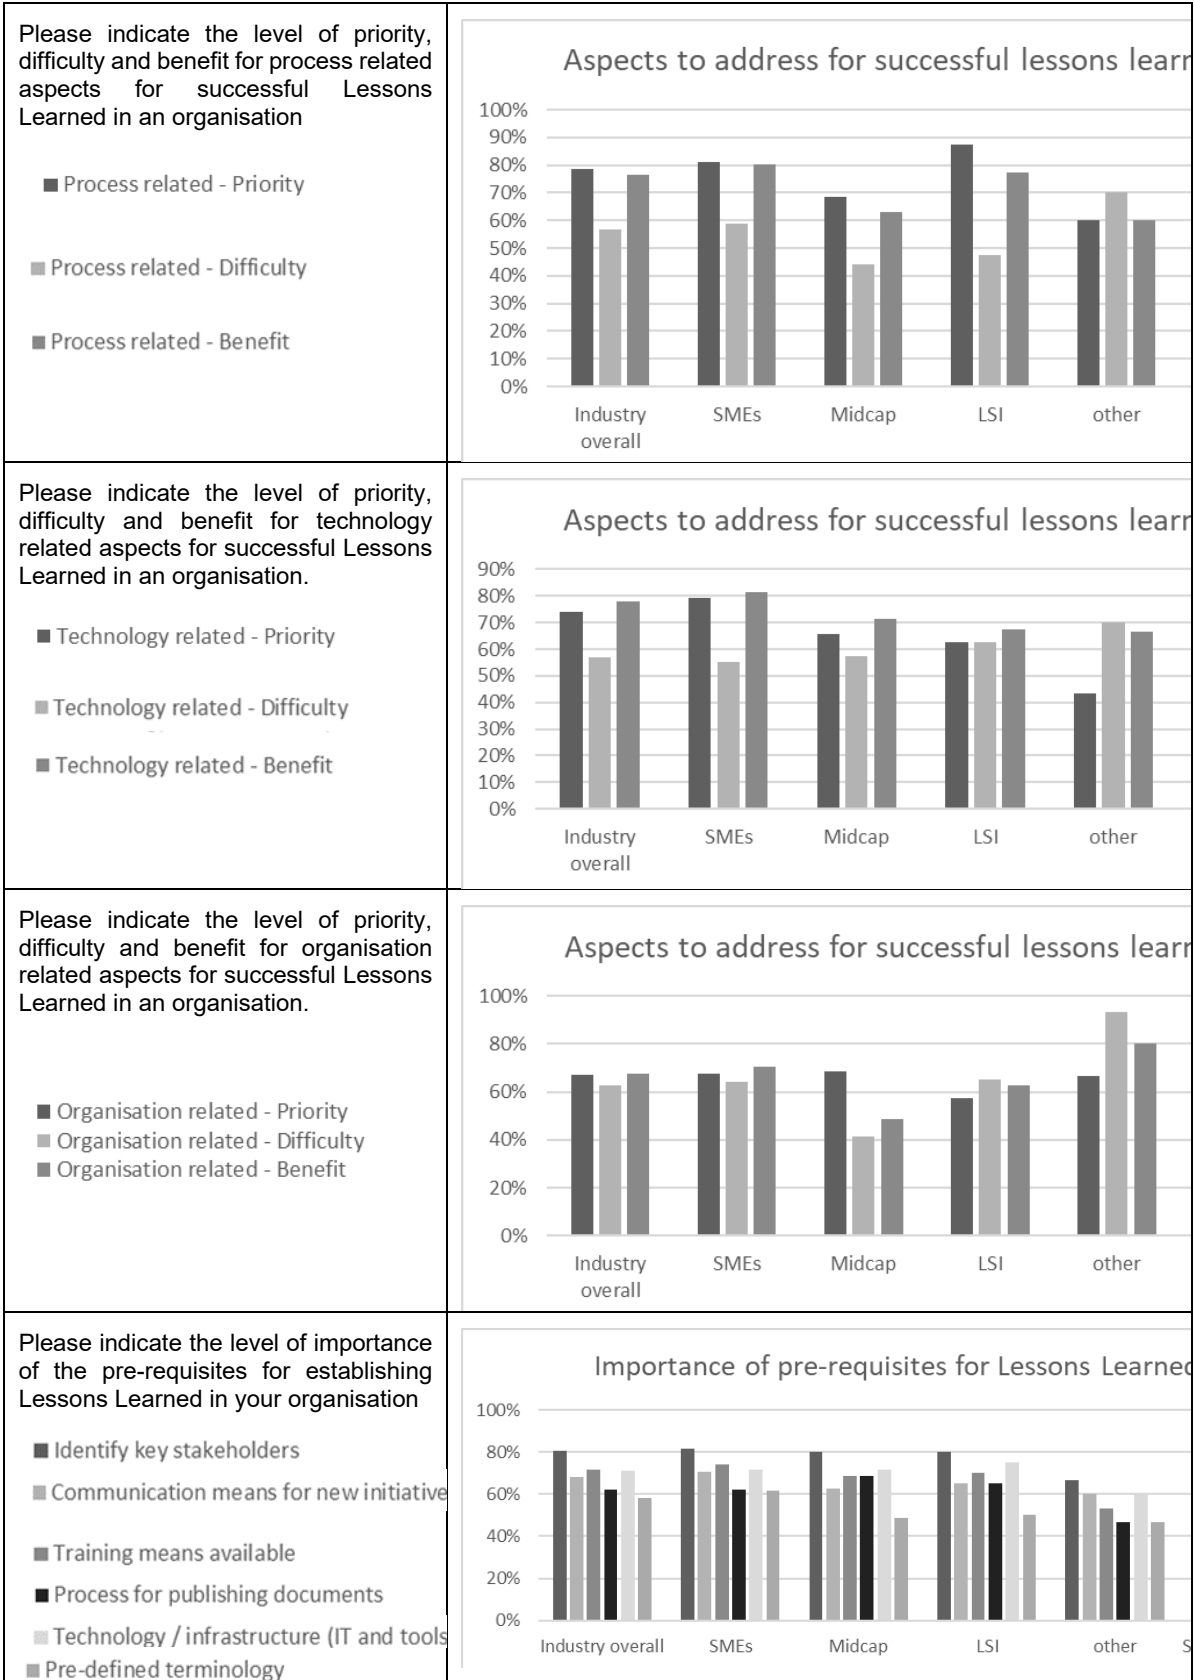 Please indicate the level of priority,
difficulty and benefit for process related
aspects for successful Lessons
Learned in an organisation
Process related - Priority
Process related - Difficulty
Process related - Benefit
Aspects to address for successful lessons learn
100%
90%
80%
70%
60%
50%
40%
30%
20%
10%
0%
Industry overall
SMEs
Midcap
LSI
other
Please indicate the level of priority,
difficulty and benefit for technology
related aspects for successful Lessons
Learned in an organisation.
Technology related - Priority
Technology related - Difficulty
Technology related - Benefit
Aspects to address for successful lessons learn
90%
80%
70%
60%
50%
40%
30%
20%
10%
0%
Industry overall
SMEs
Midcap
LSI
other
Please indicate the level of priority,
difficulty and benefit for organisation
related aspects for successful Lessons
Learned in an organisation.
Organisation related - Priority
Organisation related - Difficulty
Organisation related - Benefit
Aspects to address for successful lessons learn
100%
80%
60%
40%
20%
0%
Industry overall
SMEs
Midcap
LSI
other
Please indicate the level of importance
of the pre-requisites for establishing
Lessons Learned in your organisation
Identify key stakeholders
Communication means for new initiative
Training means available
Process for publishing documents
Technology / infrastructure (IT and tools
Pre-defined terminology
Importance of pre-requisites for Lessons Learned
100%
80%
60%
40%
20%
0%
Industry overall
SMEs
Midcap
LSI
other
S